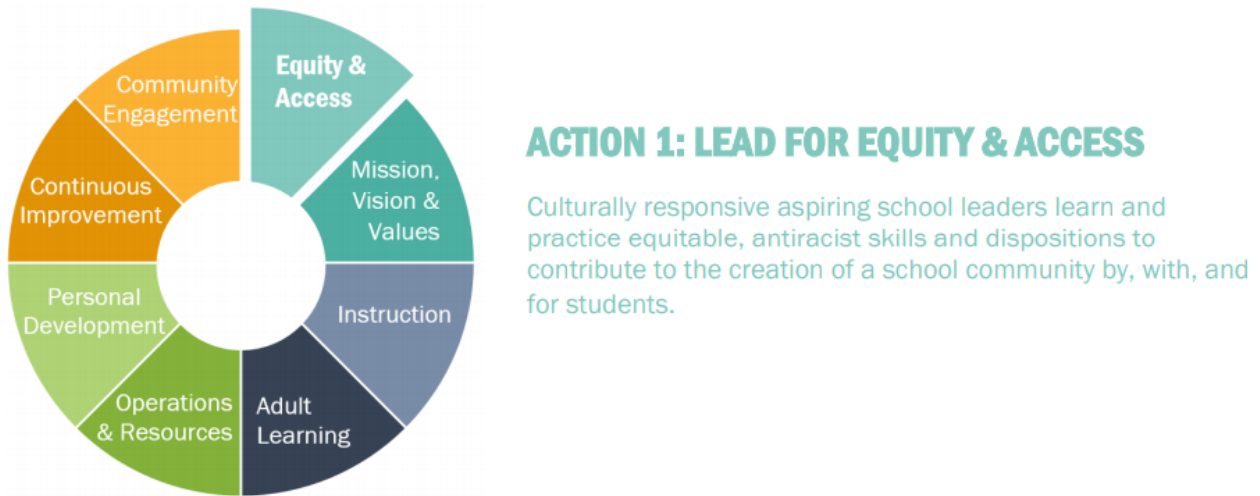 Equity &
Access
Mission,
Vision &
Values
Instruction
Adult
Learning
Operations
& Resources
Personal
Development
Continuous
Improvement
Community
Engagement
ACTION 1: LEAD FOR EQUITY & ACCESS
Culturally responsive aspiring school leaders learn and
practice equitable, antiracist skills and dispositions to
contribute to the creation of a school community by, with, and
for students.